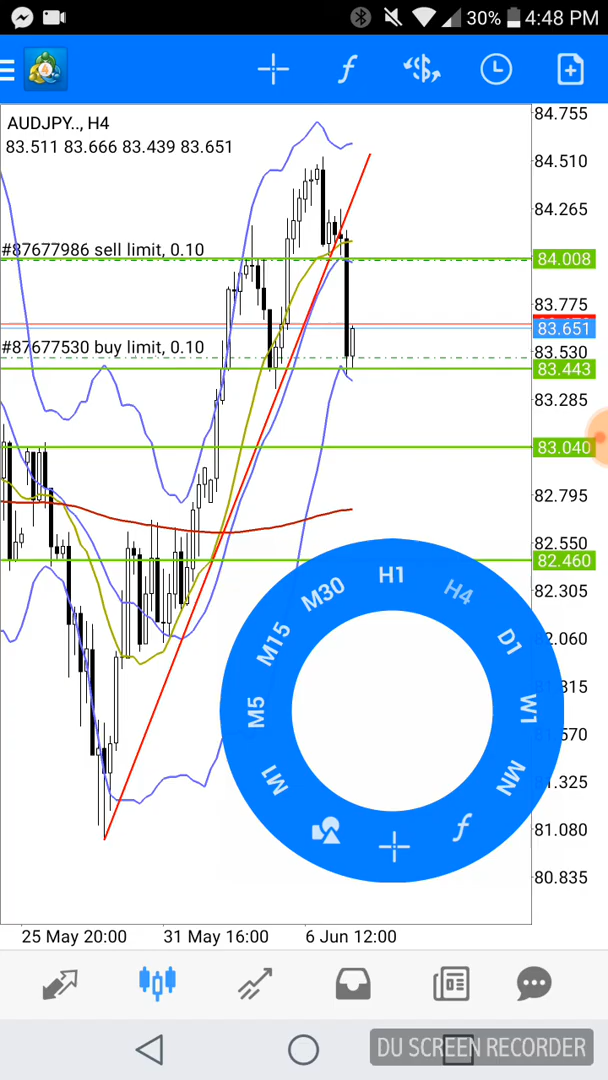 30% 4:48 PM
AUDJPY.., H4
83.511 83.666 83.439 83.651
#87677986 sell limit, 0.10
#87677530 buy limit, 0.10
84.755
84.510
84.265
84.008
83.775
83.651
83.530
83.443
83.285
83.040
82.795
82.550
82.460
82.305
82.060
81.080
80.835
M1
M5
M15
M30
H1
H4
D1
W1
MN
f
25 May 20:00 31 May 16:00 6 Jun 12:00
DU SCREEN RECORDER